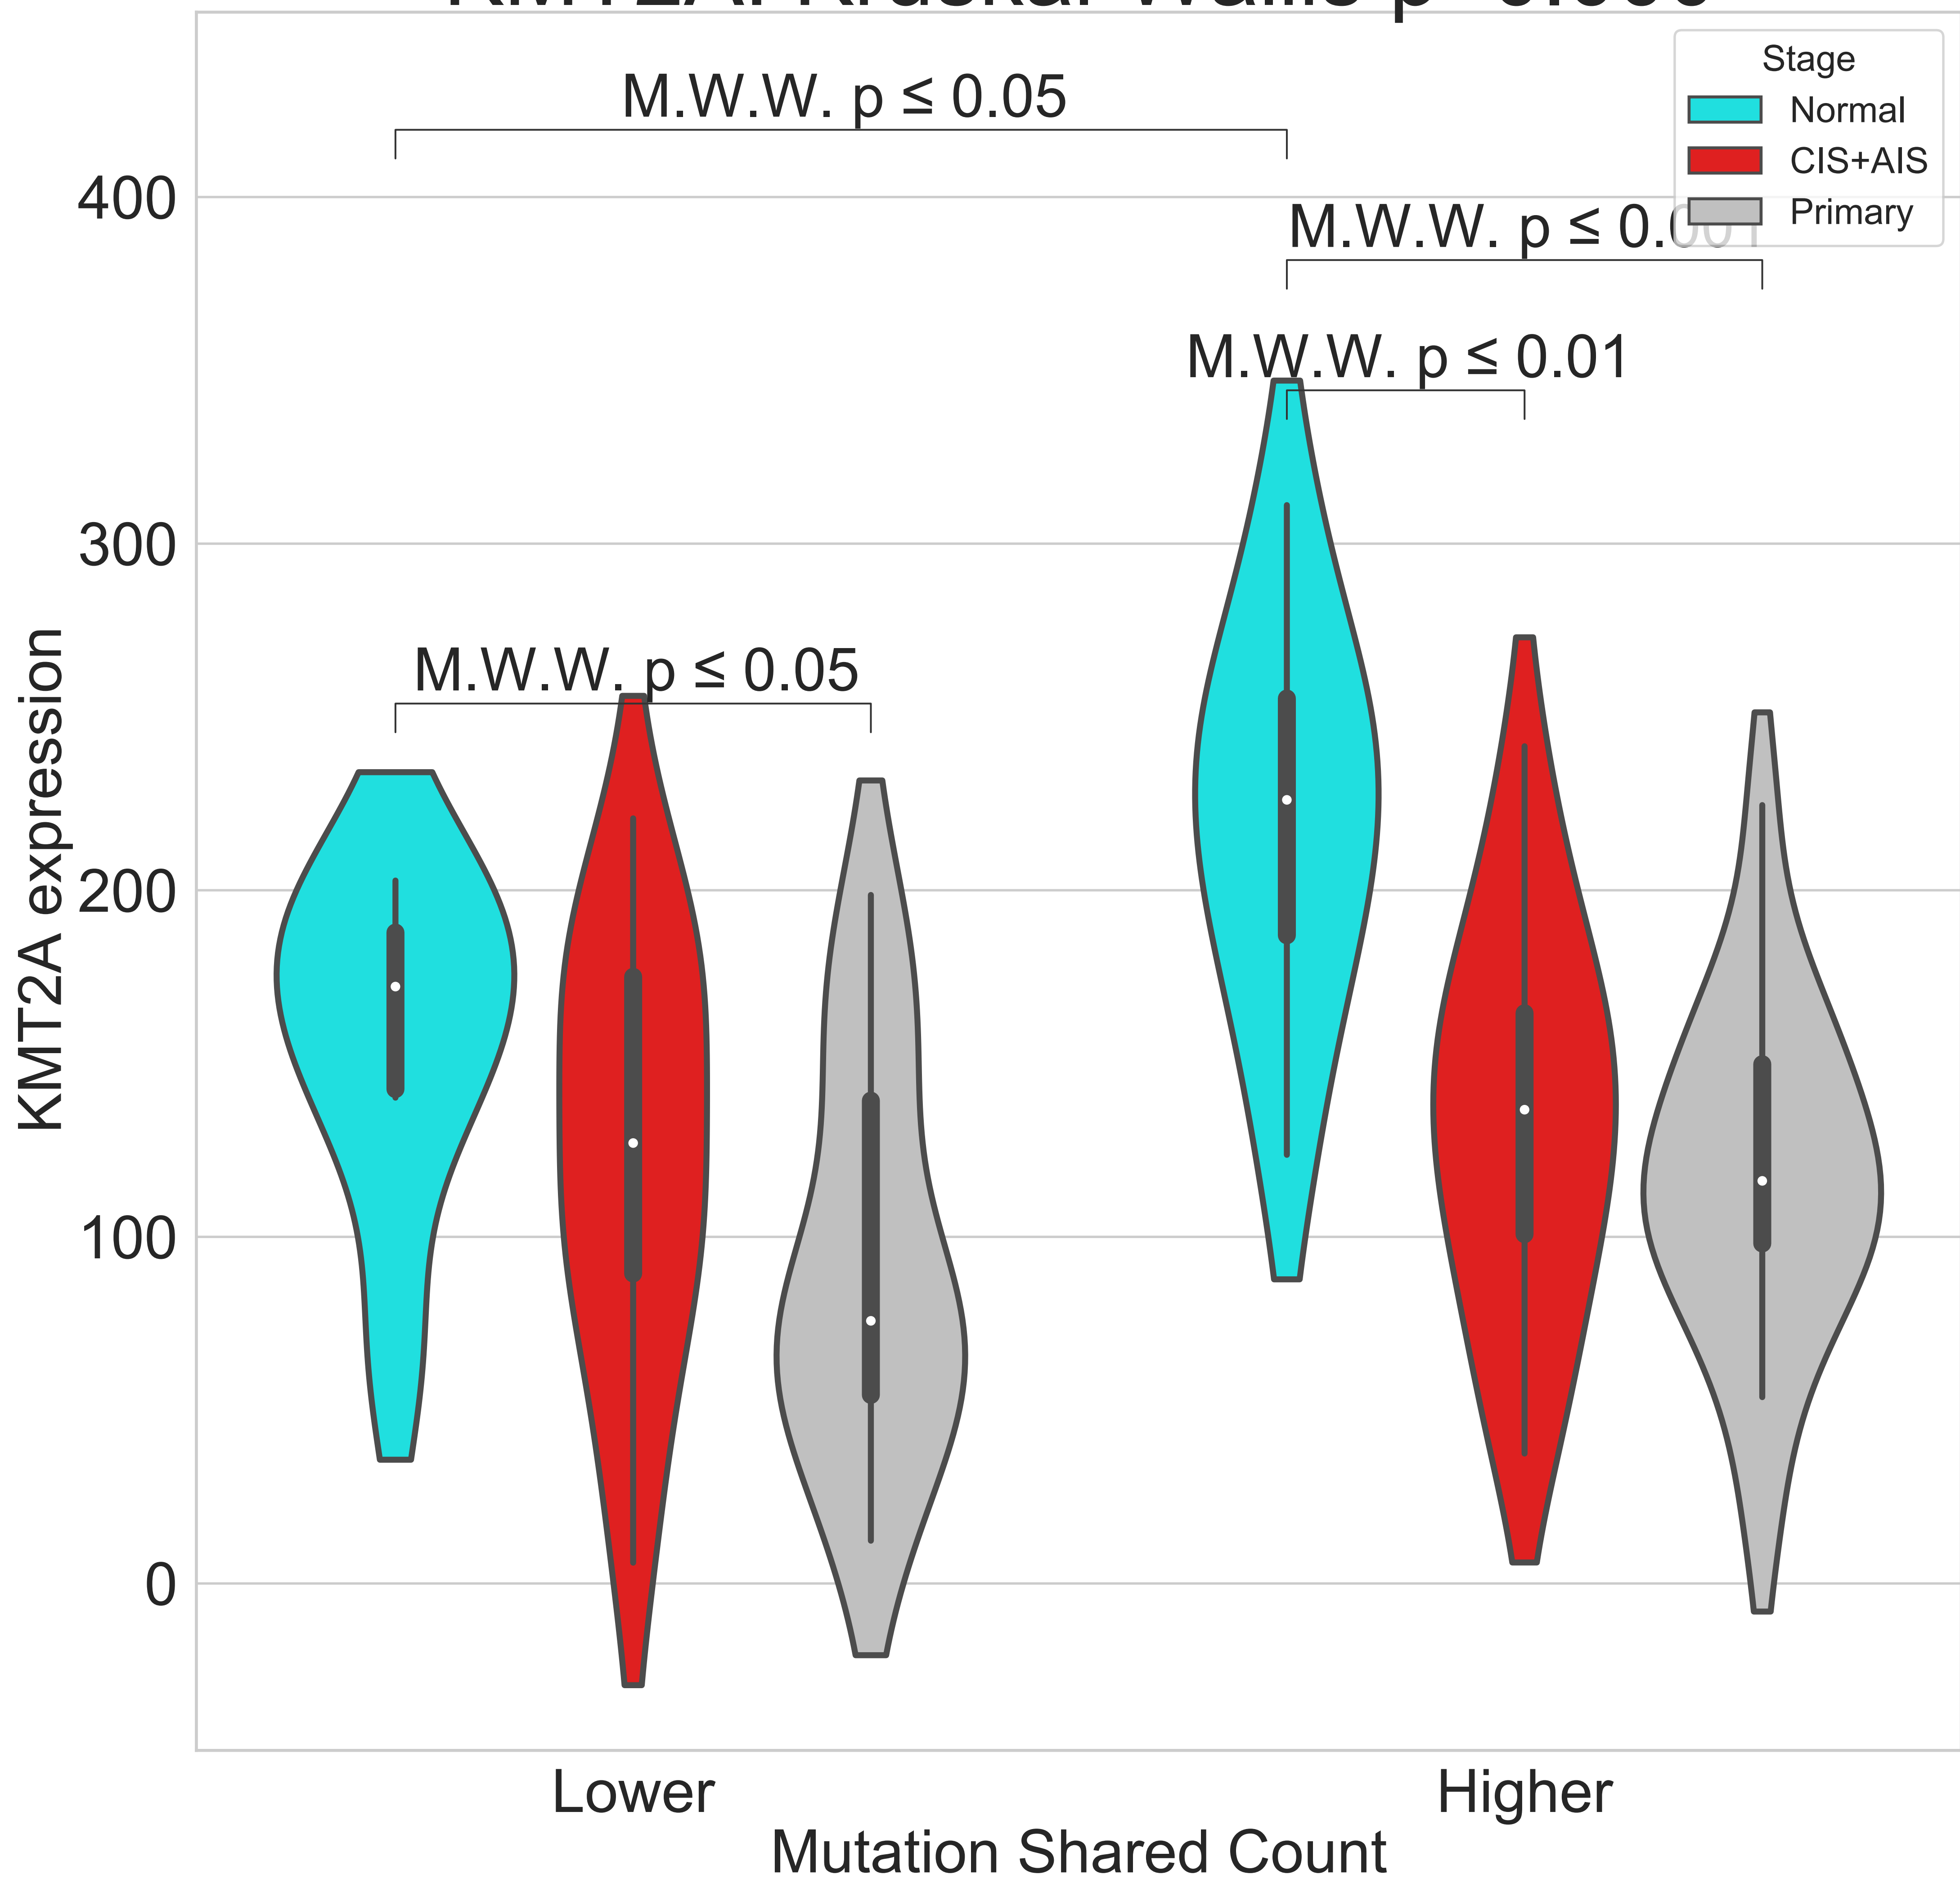 M.W.W. p ≤ 0.05
Stage
Normal
CIS+AIS
Primary
M.W.W. p ≤ 0.001
M.W.W. p ≤ 0.01
M.W.W. p ≤ 0.05
400
300
200
100
0
KMT2A expression
Lower
Higher
Mutation Shared Count